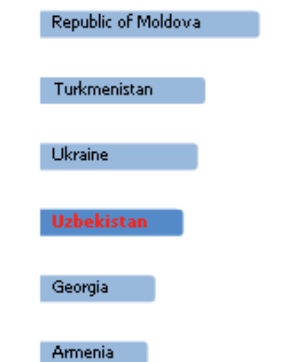 Republic of Moldova
Turkmenistan
Ukraine
Uzbekistan
Georgia
Armenia